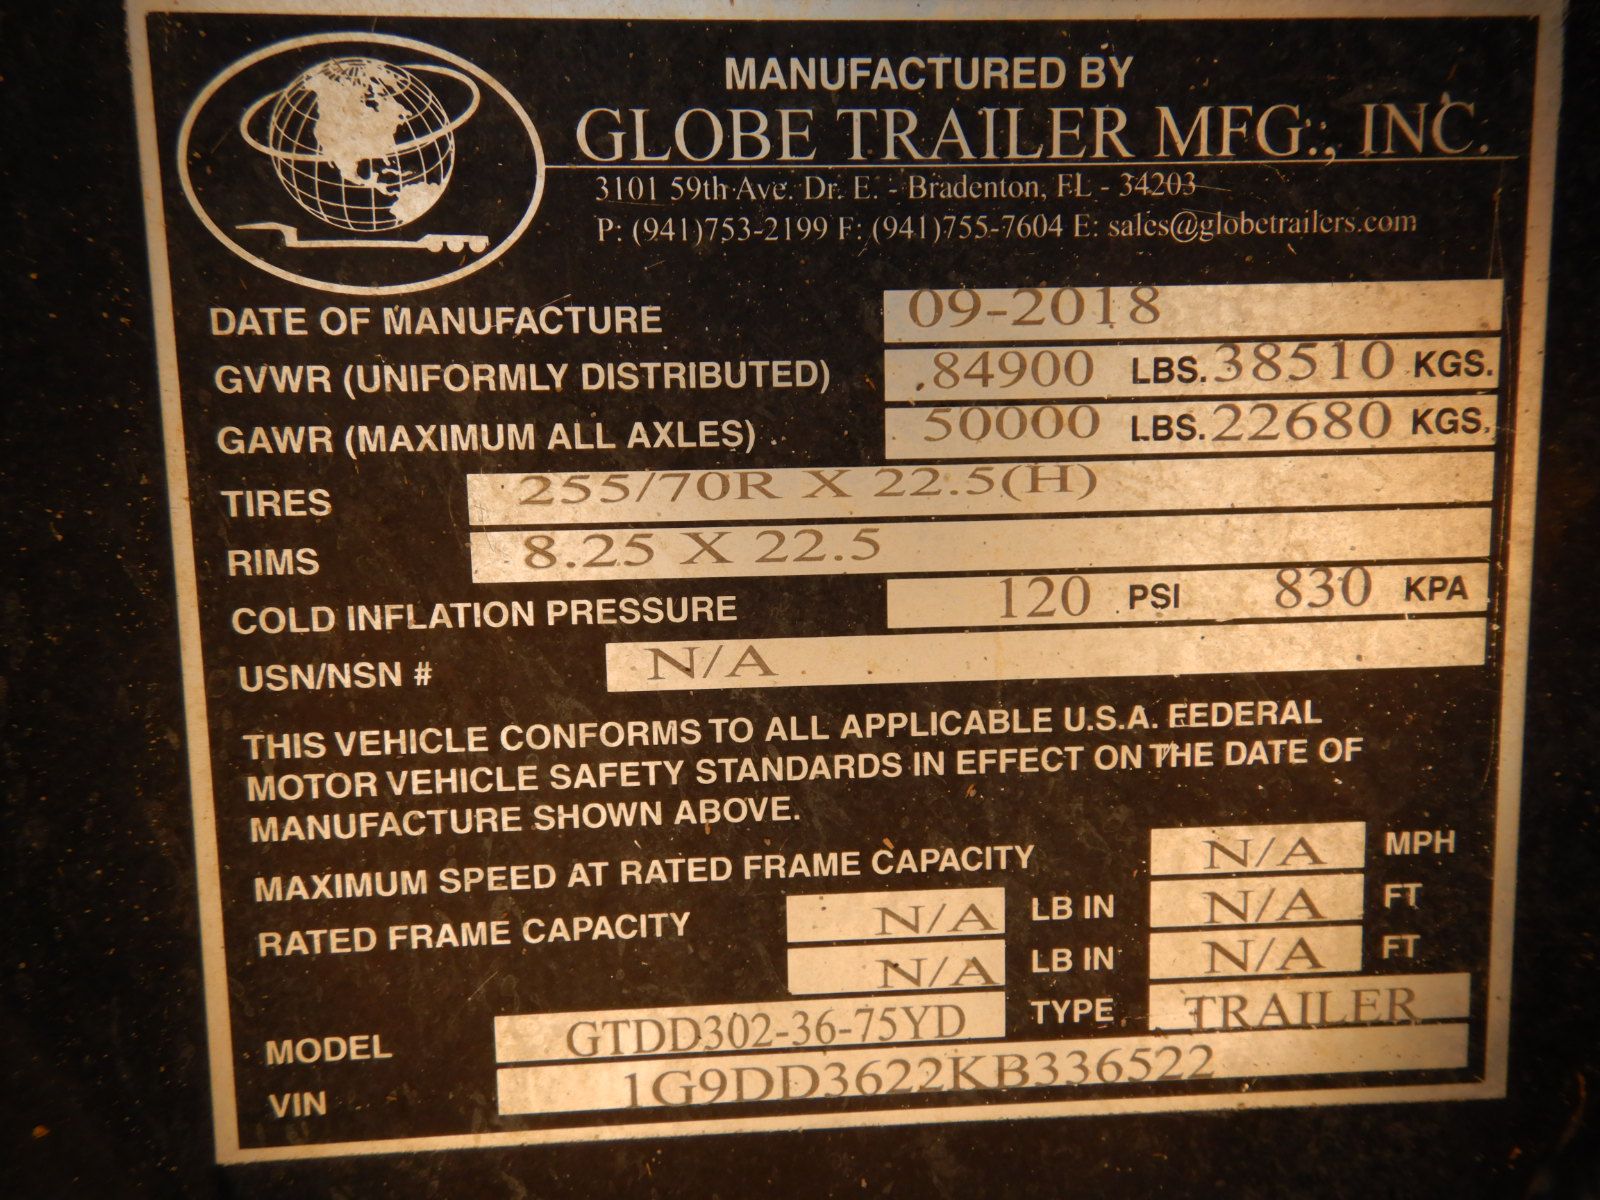 MANUFACTURED BY
GLOBE TRAILER MFG., INC.
3101 59th Ave. Dr. E. - Bradenton, FL - 34203
P: (941)753-2199 F: (941)755-7604 E: sales@globetrailers.com
DATE OF MANUFACTURE 09-2018
GVWR (UNIFORMLY DISTRIBUTED) 84900 LBS. 38510 KGS.
GAWR (MAXIMUM ALL AXLES) 50000 LBS. 22680 KGS.
TIRES 255/70R X 22.5(H)
RIMS 8.25 X 22.5
COLD INFLATION PRESSURE 120 PSI 830 KPA
USN/NSN # N/A
THIS VEHICLE CONFORMS TO ALL APPLICABLE U.S.A. FEDERAL
MOTOR VEHICLE SAFETY STANDARDS IN EFFECT ON THE DATE OF
MANUFACTURE SHOWN ABOVE.
MAXIMUM SPEED AT RATED FRAME CAPACITY N/A MPH
RATED FRAME CAPACITY N/A LB IN N/A FT
N/A LB IN N/A FT
MODEL GTDD302-36-75YD TYPE TRAILER
VIN 1G9DD3622KB336522